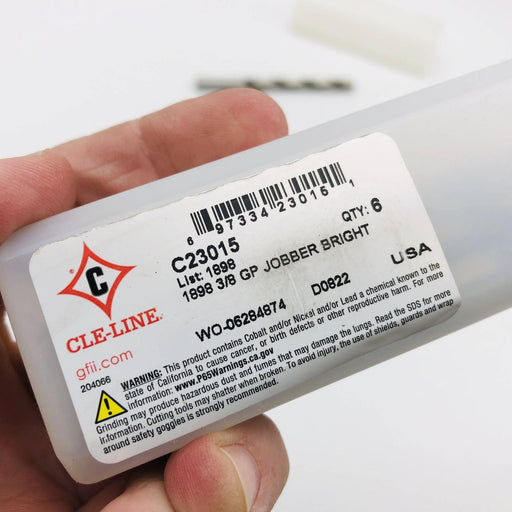 6 97334 23015 1
C23015
QTY: 6
List: 1898
1898 3/8 GP JOBBER BRIGHT
WO-05284874 D0822 USA
C
CLE-LINE®
gfii.com
204066
WARNING: This product contains Cobalt and/or Nickel and/or Lead a chemical known to the
state of California to cause cancer, or birth defects or other reproductive harm. For more
information: www.P65Warnings.ca.gov
Grinding may produce hazardous dust and fumes that may damage the lungs. Read the SDS for more
information. Cutting tools may shatter when broken. To avoid injury, the use of shields, guards and wrap
around safety goggles is strongly recommended.